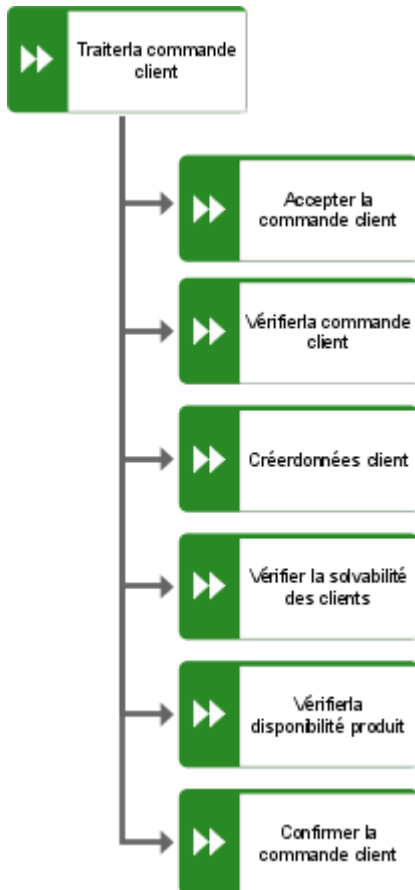 Traiterla commande
client
Accepter la
commande client
Vérifierla commande
client
Créerdonnées client
Vérifier la solvabilité
des clients
Vérifierla
disponibilité produit
Confirmer la
commande client